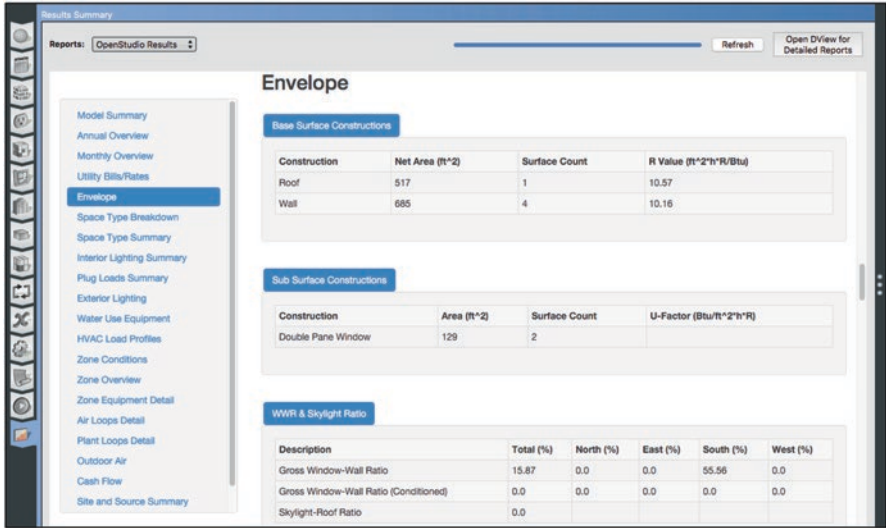 Results Summary
Reports: OpenStudio Results Refresh Open DView for
Detailed Reports
Model Summary
Annual Overview
Monthly Overview
Utility Bills/Rates
Envelope
Space Type Breakdown
Space Type Summary
Interior Lighting Summary
Plug Loads Summary
Exterior Lighting
Water Use Equipment
HVAC Load Profiles
Zone Conditions
Zone Overview
Zone Equipment Detail
Air Loops Detail
Plant Loops Detail
Outdoor Air
Cash Flow
Site and Source Summary
Envelope
Base Surface Constructions
Construction Net Area (ft^2) Surface Count R Value (ft^2*h*R/Btu)
Roof 517 1 10.57
Wall 685 4 10.16
Sub Surface Constructions
Construction Area (ft^2) Surface Count U-Factor (Btu/ft^2*h*R)
Double Pane Window 129 2
WWR & Skylight Ratio
Description Total (%) North (%) East (%) South (%) West (%)
Gross Window-Wall Ratio 15.87 0.0 0.0 55.56 0.0
Gross Window-Wall Ratio (Conditioned) 0.0 0.0 0.0 0.0 0.0
Skylight-Roof Ratio 0.0